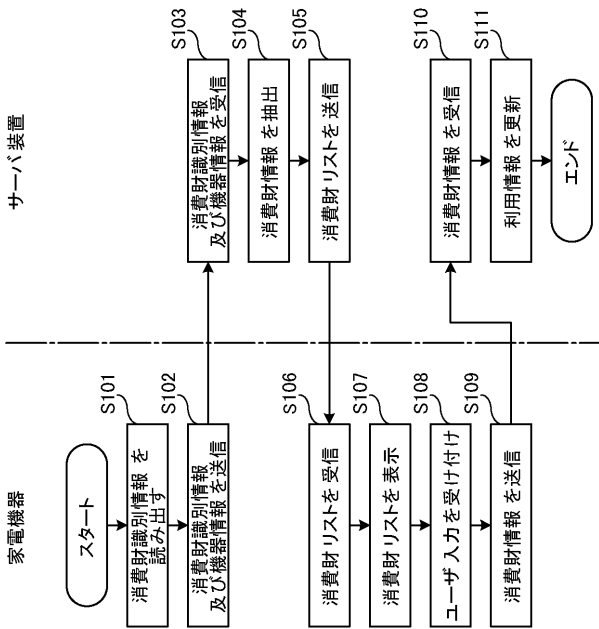 家電機器
サーバ装置
スタート
S101
消費財識別情報を
読み出す
S102
消費財識別情報
及び機器情報を送信
S103
消費財識別情報
及び機器情報を受信
S104
消費財情報を抽出
S105
消費財リストを送信
S106
消費財リストを受信
S107
消費財リストを表示
S108
ユーザ入力を受け付け
S109
消費財情報を送信
S110
消費財情報を受信
S111
利用情報を更新
エンド